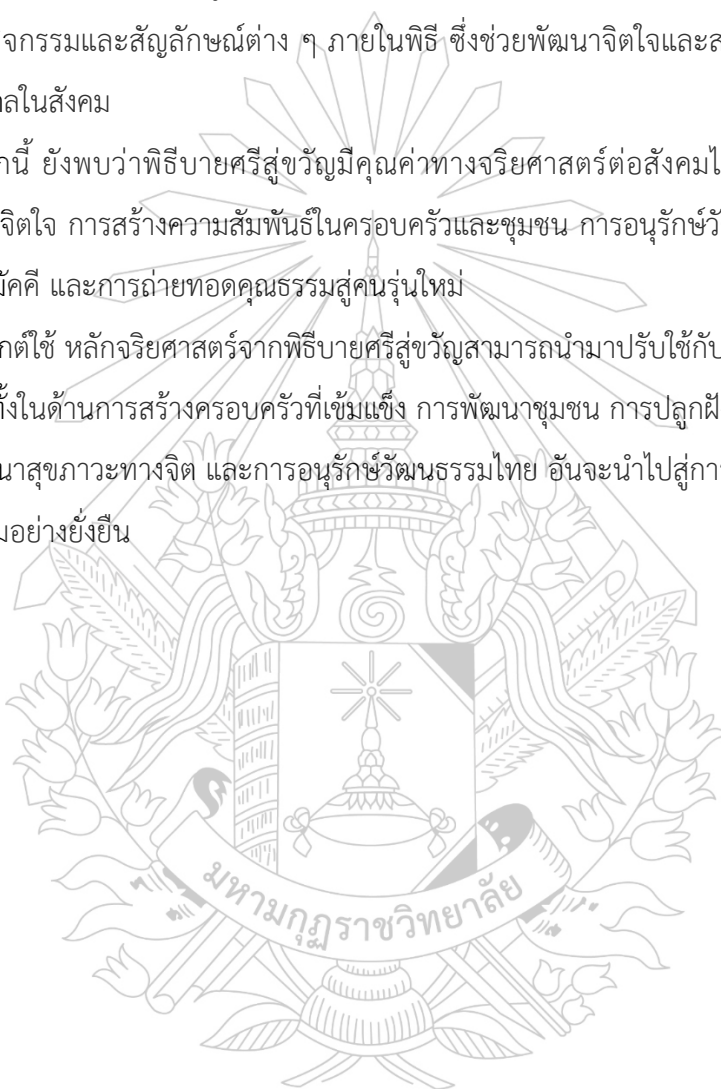 จกรรมและสัญลักษณ์ต่าง ๆ ภายในพิธี ซึ่งช่วยพัฒนาจิตใจและส
าลในสังคม
กนี้ ยังพบว่าพิธีบายศรีสู่ขวัญมีคุณค่าทางจริยศาสตร์ต่อสังคมไ
จิตใจ การสร้างความสัมพันธ์ในครอบครัวและชุมชน การอนุรักษ์วั
มัคคี และการถ่ายทอดคุณธรรมสู่คนรุ่นใหม่
กต์ใช้ หลักจริยศาสตร์จากพิธีบายศรีสู่ขวัญสามารถนำมาปรับใช้กับ
ทั้งในด้านการสร้างครอบครัวที่เข้มแข็ง การพัฒนาชุมชน การปลูกฝั
นาสุขภาวะทางจิต และการอนุรักษ์วัฒนธรรมไทย อันจะนำไปสู่กา
มอย่างยั่งยืน
มหามกุฏราชวิทยาลัย